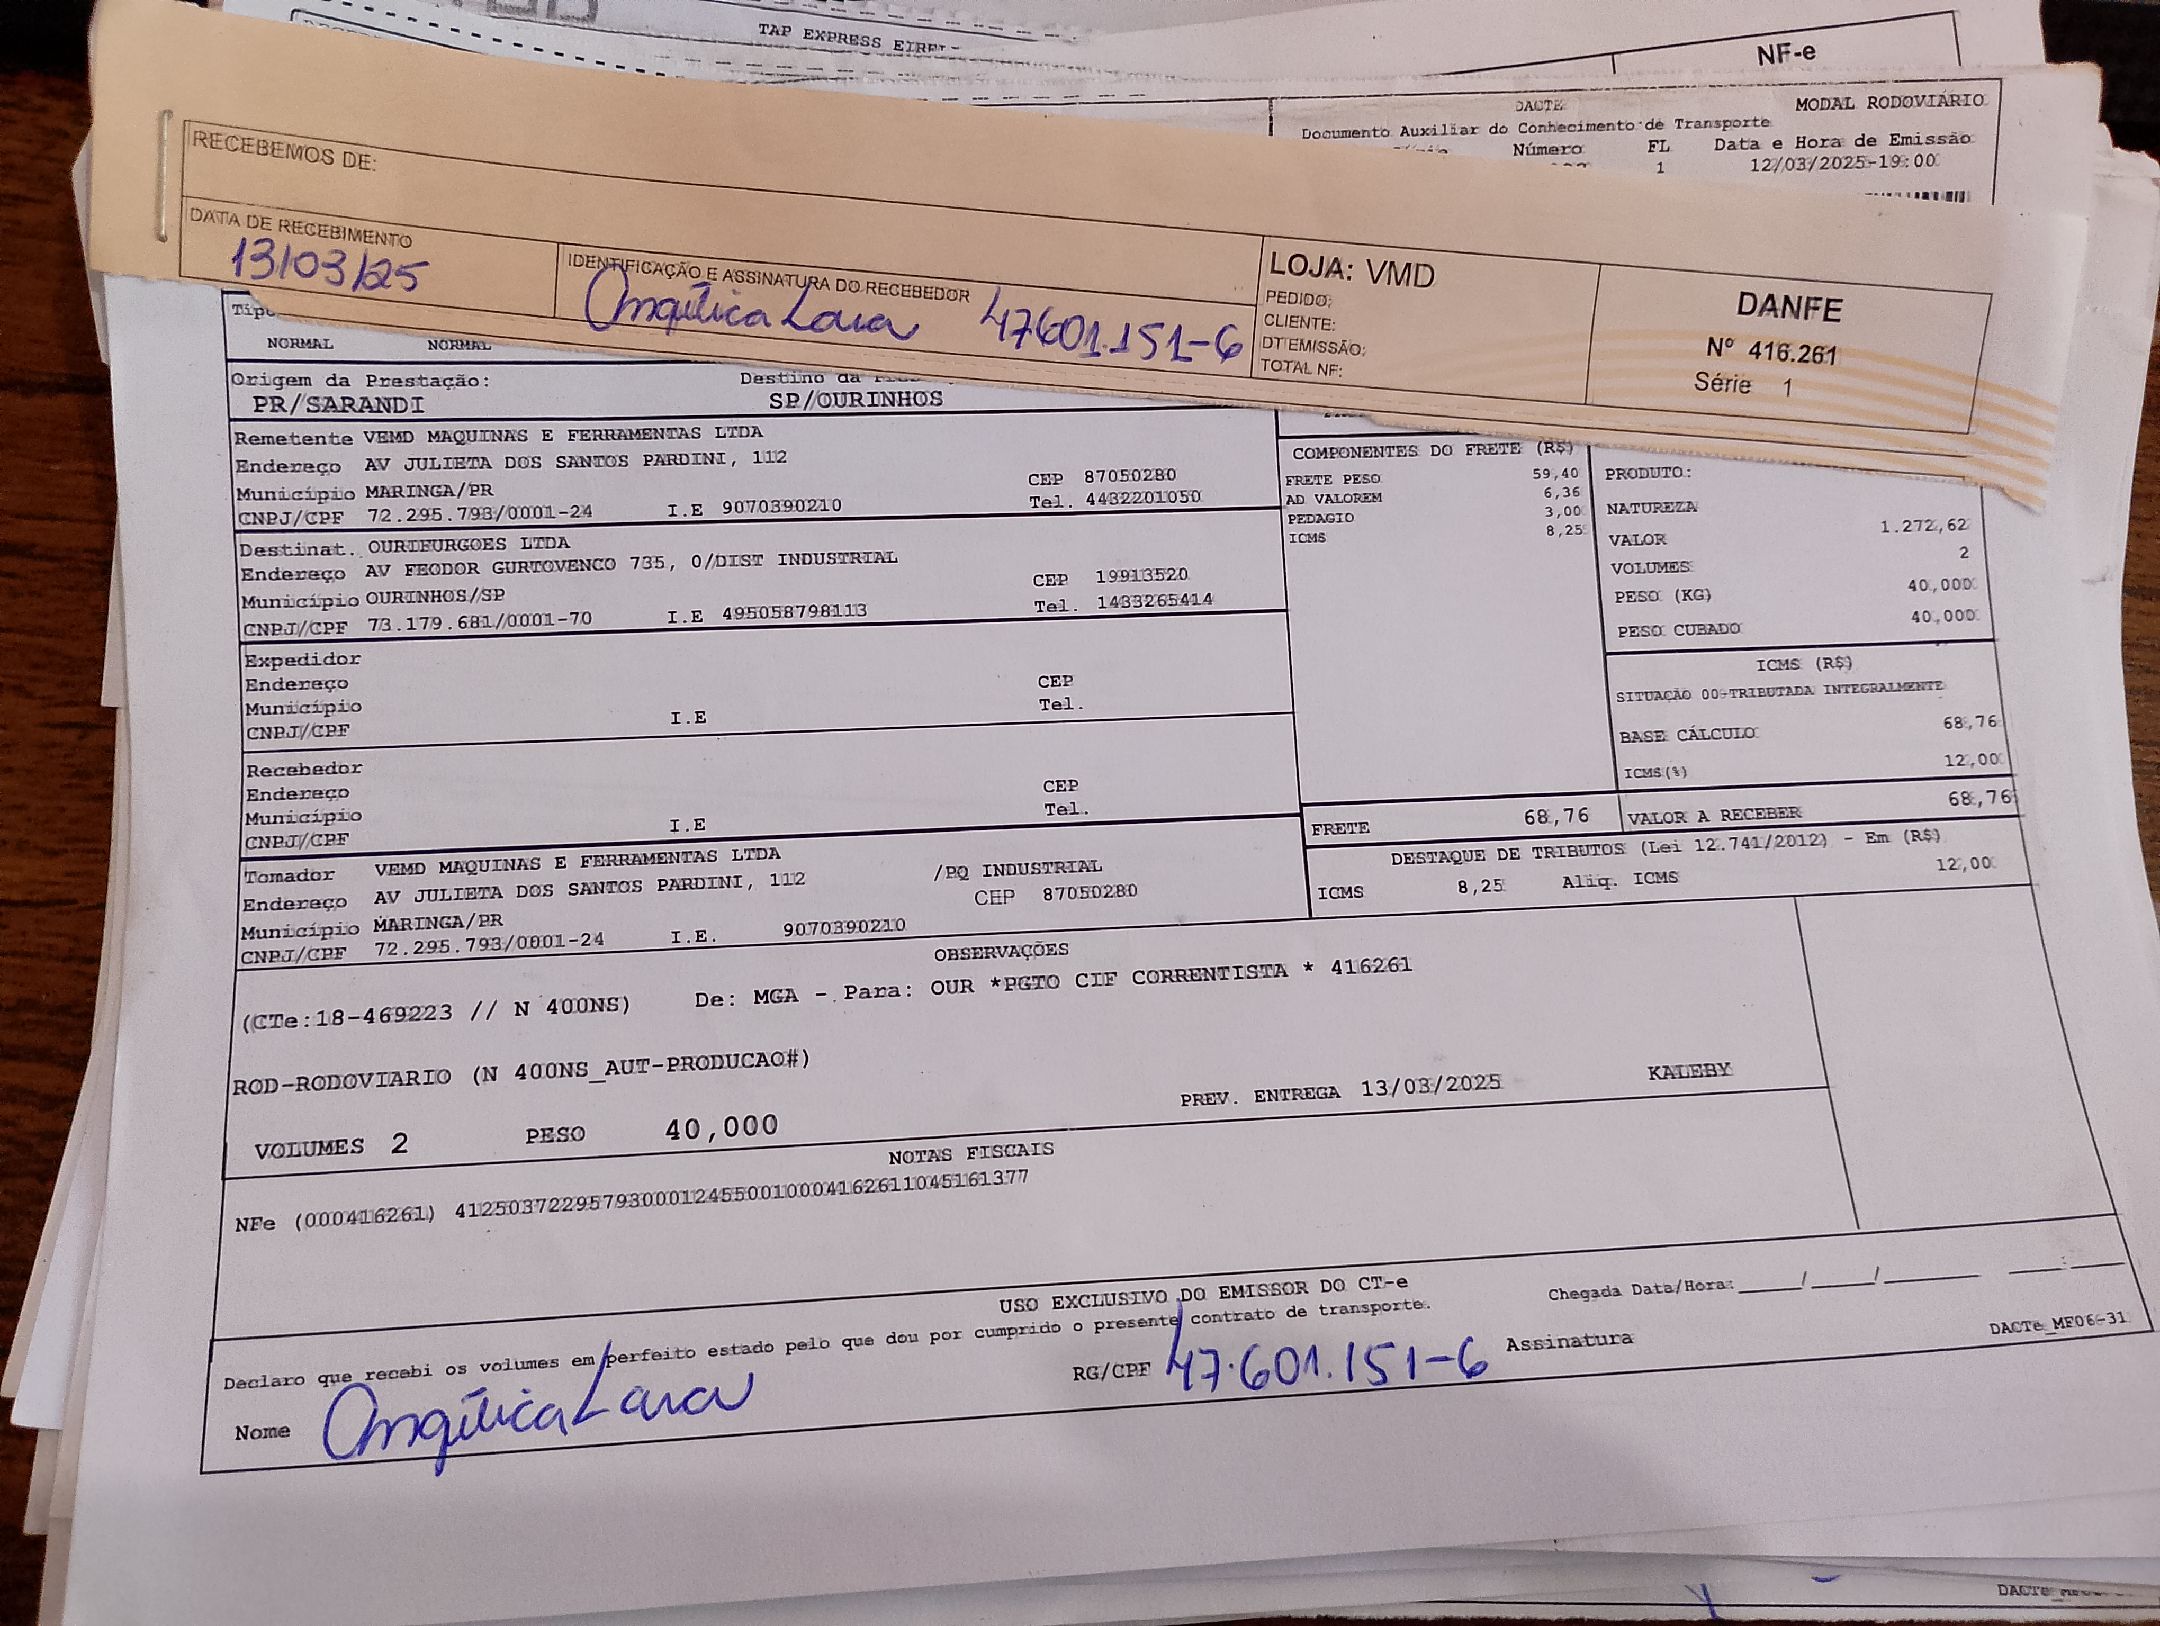 TAP EXPRESS
NF-e
DACTE
MODAL RODOVIÁRIO
Documento Auxiliar do Conhecimento de Transporte
Número FL Data e Hora de Emissão
1 12/03/2025-19:00
RECEBEMOS DE:
DATA DE RECEBIMENTO
13/03/25
IDENTIFICAÇÃO E ASSINATURA DO RECEBEDOR
Angélica Lara 47601.151-6
LOJA: VMD
PEDIDO:
CLIENTE:
DT EMISSÃO:
TOTAL NF:
DANFE
Nº 416.261
Série 1
NORMAL NORMAL
Origem da Prestação: Destino da
PR/SARANDI SP/OURINHOS
Remetente VEMD MAQUINAS E FERRAMENTAS LTDA
Endereço AV JULIETA DOS SANTOS PARDINI, 112
Município MARINGA/PR CEP 87050280
CNPJ/CPF 72.295.793/0001-24 I.E 9070390210 Tel. 4432201050
Destinat. OURIFURGOES LTDA
Endereço AV FEODOR GURTOVENCO 735, 0/DIST INDUSTRIAL
Município OURINHOS/SP CEP 19913520
CNPJ/CPF 73.179.681/0001-70 I.E 495058798113 Tel. 1433265414
Expedidor
Endereço
Município CEP
CNPJ/CPF I.E Tel.
Recebedor
Endereço
Município CEP
CNPJ/CPF I.E Tel.
Tomador VEMD MAQUINAS E FERRAMENTAS LTDA
Endereço AV JULIETA DOS SANTOS PARDINI, 112 /PQ INDUSTRIAL
Município MARINGA/PR CEP 87050280
CNPJ/CPF 72.295.793/0001-24 I.E. 9070390210
COMPONENTES DO FRETE (R$)
FRETE PESO 59,40
AD VALOREM 6,36
PEDAGIO 3,00
ICMS 8,25
PRODUTO:
NATUREZA
VALOR 1.272,62
VOLUMES 2
PESO (KG) 40,000
PESO CUBADO 40,000
ICMS (R$)
SITUAÇÃO 00-TRIBUTADA INTEGRALMENTE
BASE CÁLCULO 68,76
ICMS(%) 12,00
FRETE 68,76 VALOR A RECEBER 68,76
DESTAQUE DE TRIBUTOS (Lei 12.741/2012) - Em (R$)
ICMS 8,25 Aliq. ICMS 12,00
OBSERVAÇÕES
(CTe:18-469223 // N 400NS) De: MGA - Para: OUR *PGTO CIF CORRENTISTA * 416261
ROD-RODOVIARIO (N 400NS_AUT-PRODUCAO#)
VOLUMES 2 PESO 40,000 PREV. ENTREGA 13/03/2025 KALEBY
NOTAS FISCAIS
NFe (000416261) 41250372295793000124550010004162611045161377
USO EXCLUSIVO DO EMISSOR DO CT-e
Declaro que recebi os volumes em perfeito estado pelo que dou por cumprido o presente contrato de transporte.
Chegada Data/Hora: ____/____/______ ____:____
Nome Angélica Lara RG/CPF 47.601.151-6 Assinatura
DACTe_MF06-31